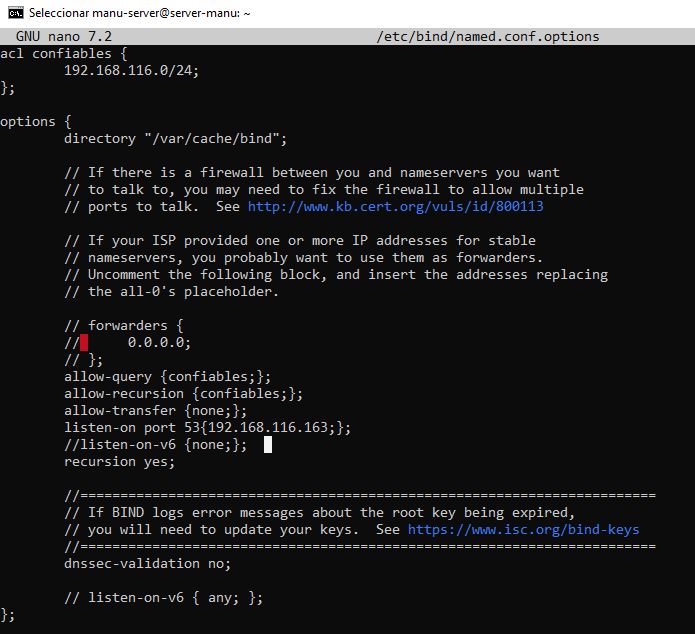 Seleccionar manu-server@server-manu: ~
GNU nano 7.2 /etc/bind/named.conf.options
acl confiables {
192.168.116.0/24;
};
options {
directory "/var/cache/bind";
// If there is a firewall between you and nameservers you want
// to talk to, you may need to fix the firewall to allow multiple
// ports to talk.  See http://www.kb.cert.org/vuls/id/800113
// If your ISP provided one or more IP addresses for stable
// nameservers, you probably want to use them as forwarders.
// Uncomment the following block, and insert the addresses replacing
// the all-0's placeholder.
// forwarders {
//      0.0.0.0;
// };
allow-query {confiables;};
allow-recursion {confiables;};
allow-transfer {none;};
listen-on port 53{192.168.116.163;};
//listen-on-v6 {none;};
recursion yes;
//========================================================================
// If BIND logs error messages about the root key being expired,
// you will need to update your keys.  See https://www.isc.org/bind-keys
//========================================================================
dnssec-validation no;
// listen-on-v6 { any; };
};